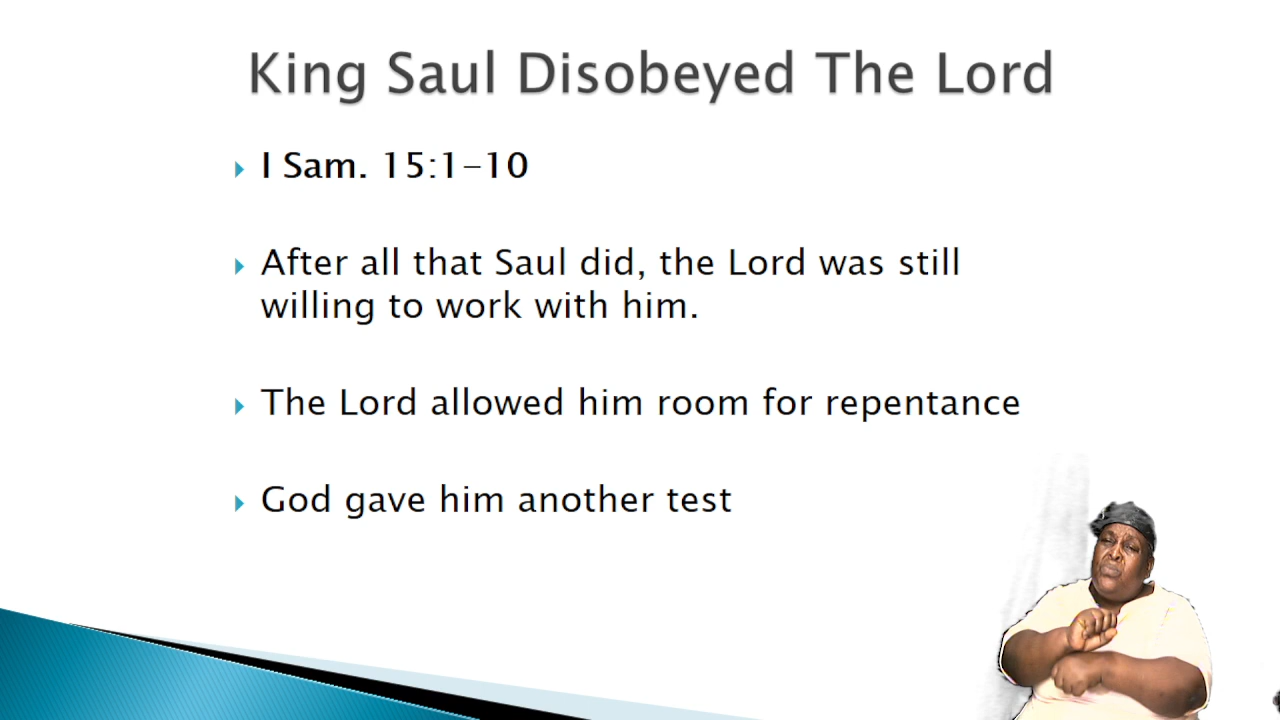 King Saul Disobeyed The Lord
I Sam. 15:1–10
After all that Saul did, the Lord was still
willing to work with him.
The Lord allowed him room for repentance
God gave him another test